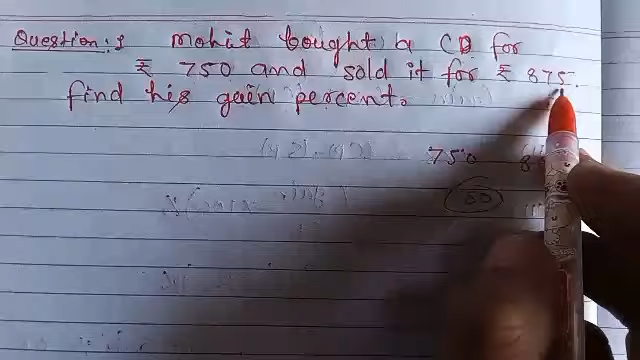 Question: 1 Mohit bought a CD for
₹ 750 and sold it for ₹ 875.
find his gain percent.
750